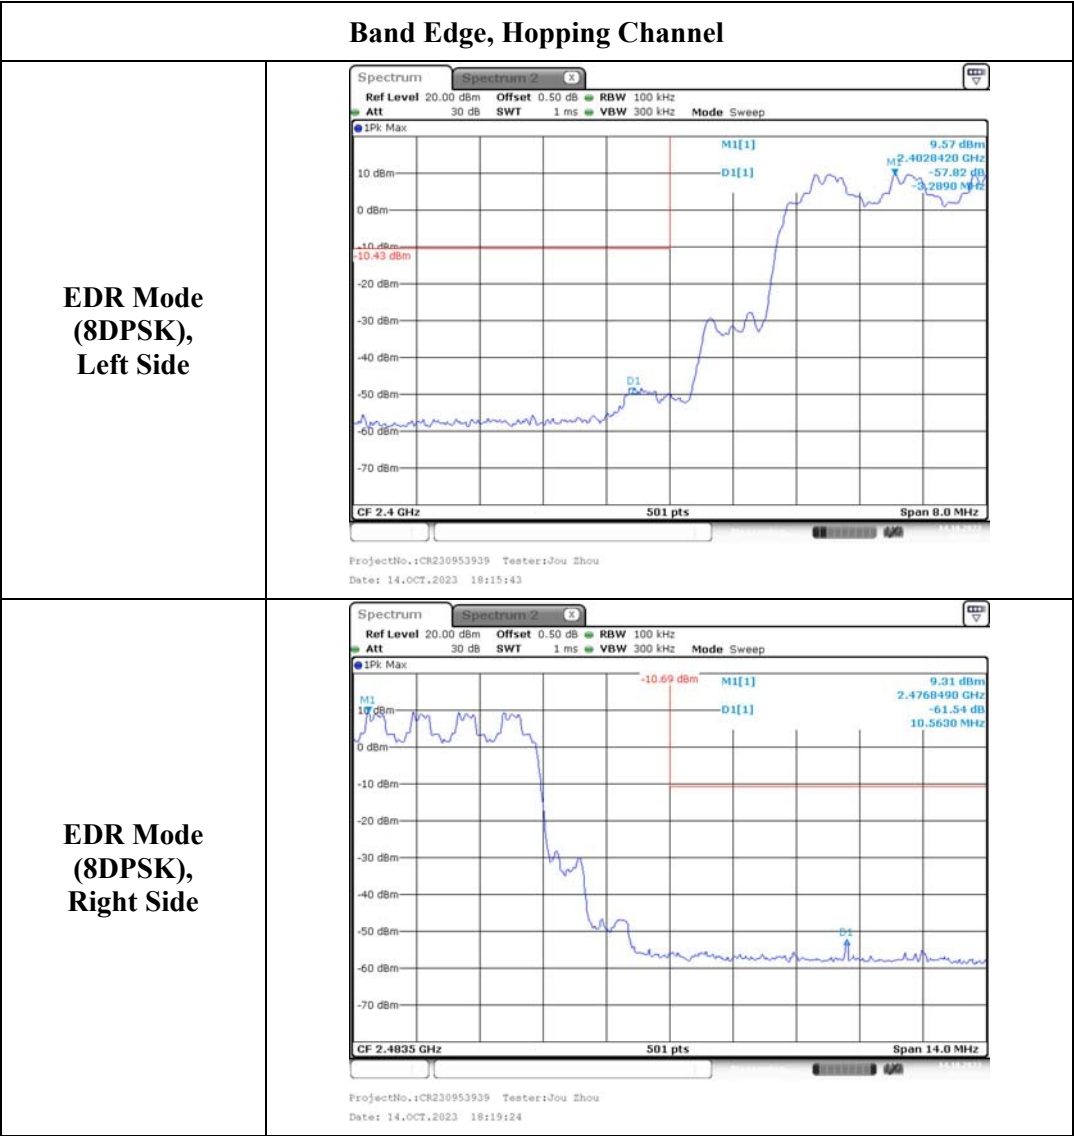 Band Edge, Hopping Channel
EDR Mode
(8DPSK),
Left Side
Spectrum Spectrum 2 X
Ref Level 20.00 dBm Offset 0.50 dB RBW 100 kHz
Att 30 dB SWT 1 ms VBW 300 kHz Mode Sweep
1Pk Max
M1[1] 9.57 dBm
2.4028420 GHz
D1[1] -57.82 dB
-3.2890 MHz
M1
10 dBm
0 dBm
-10 dBm
-10.43 dBm
-20 dBm
-30 dBm
-40 dBm
D1
-50 dBm
-60 dBm
-70 dBm
CF 2.4 GHz 501 pts Span 8.0 MHz
ProjectNo.:CR230953939 Tester:Jou Zhou
Date: 14.OCT.2023 18:15:43
EDR Mode
(8DPSK),
Right Side
Spectrum Spectrum 2 X
Ref Level 20.00 dBm Offset 0.50 dB RBW 100 kHz
Att 30 dB SWT 1 ms VBW 300 kHz Mode Sweep
1Pk Max
-10.69 dBm M1[1] 9.31 dBm
2.4768490 GHz
D1[1] -61.54 dB
10.5630 MHz
M1
10 dBm
0 dBm
-10 dBm
-20 dBm
-30 dBm
-40 dBm
-50 dBm
D1
-60 dBm
-70 dBm
CF 2.4835 GHz 501 pts Span 14.0 MHz
ProjectNo.:CR230953939 Tester:Jou Zhou
Date: 14.OCT.2023 18:19:24